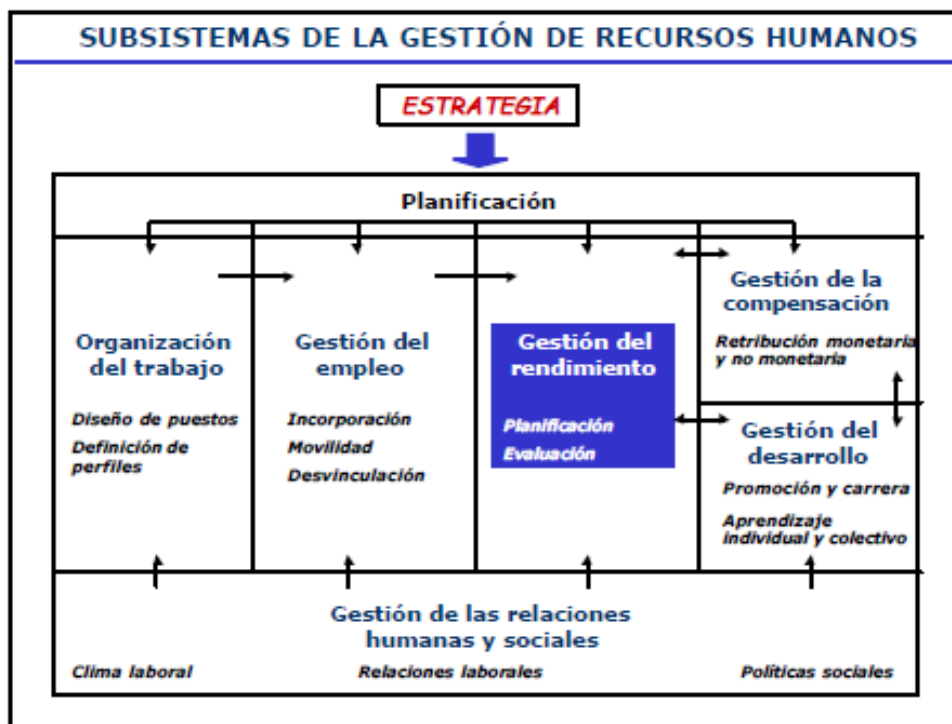 SUBSISTEMAS DE LA GESTIÓN DE RECURSOS HUMANOS
ESTRATEGIA
Planificación
Organización
del trabajo
Diseño de puestos
Definición de
perfiles
Gestión del
empleo
Incorporación
Movilidad
Desvinculación
Gestión del
rendimiento
Planificación
Evaluación
Gestión de la
compensación
Retribución monetaria
y no monetaria
Gestión del
desarrollo
Promoción y carrera
Aprendizaje
individual y colectivo
Gestión de las relaciones
humanas y sociales
Clima laboral
Relaciones laborales
Políticas sociales